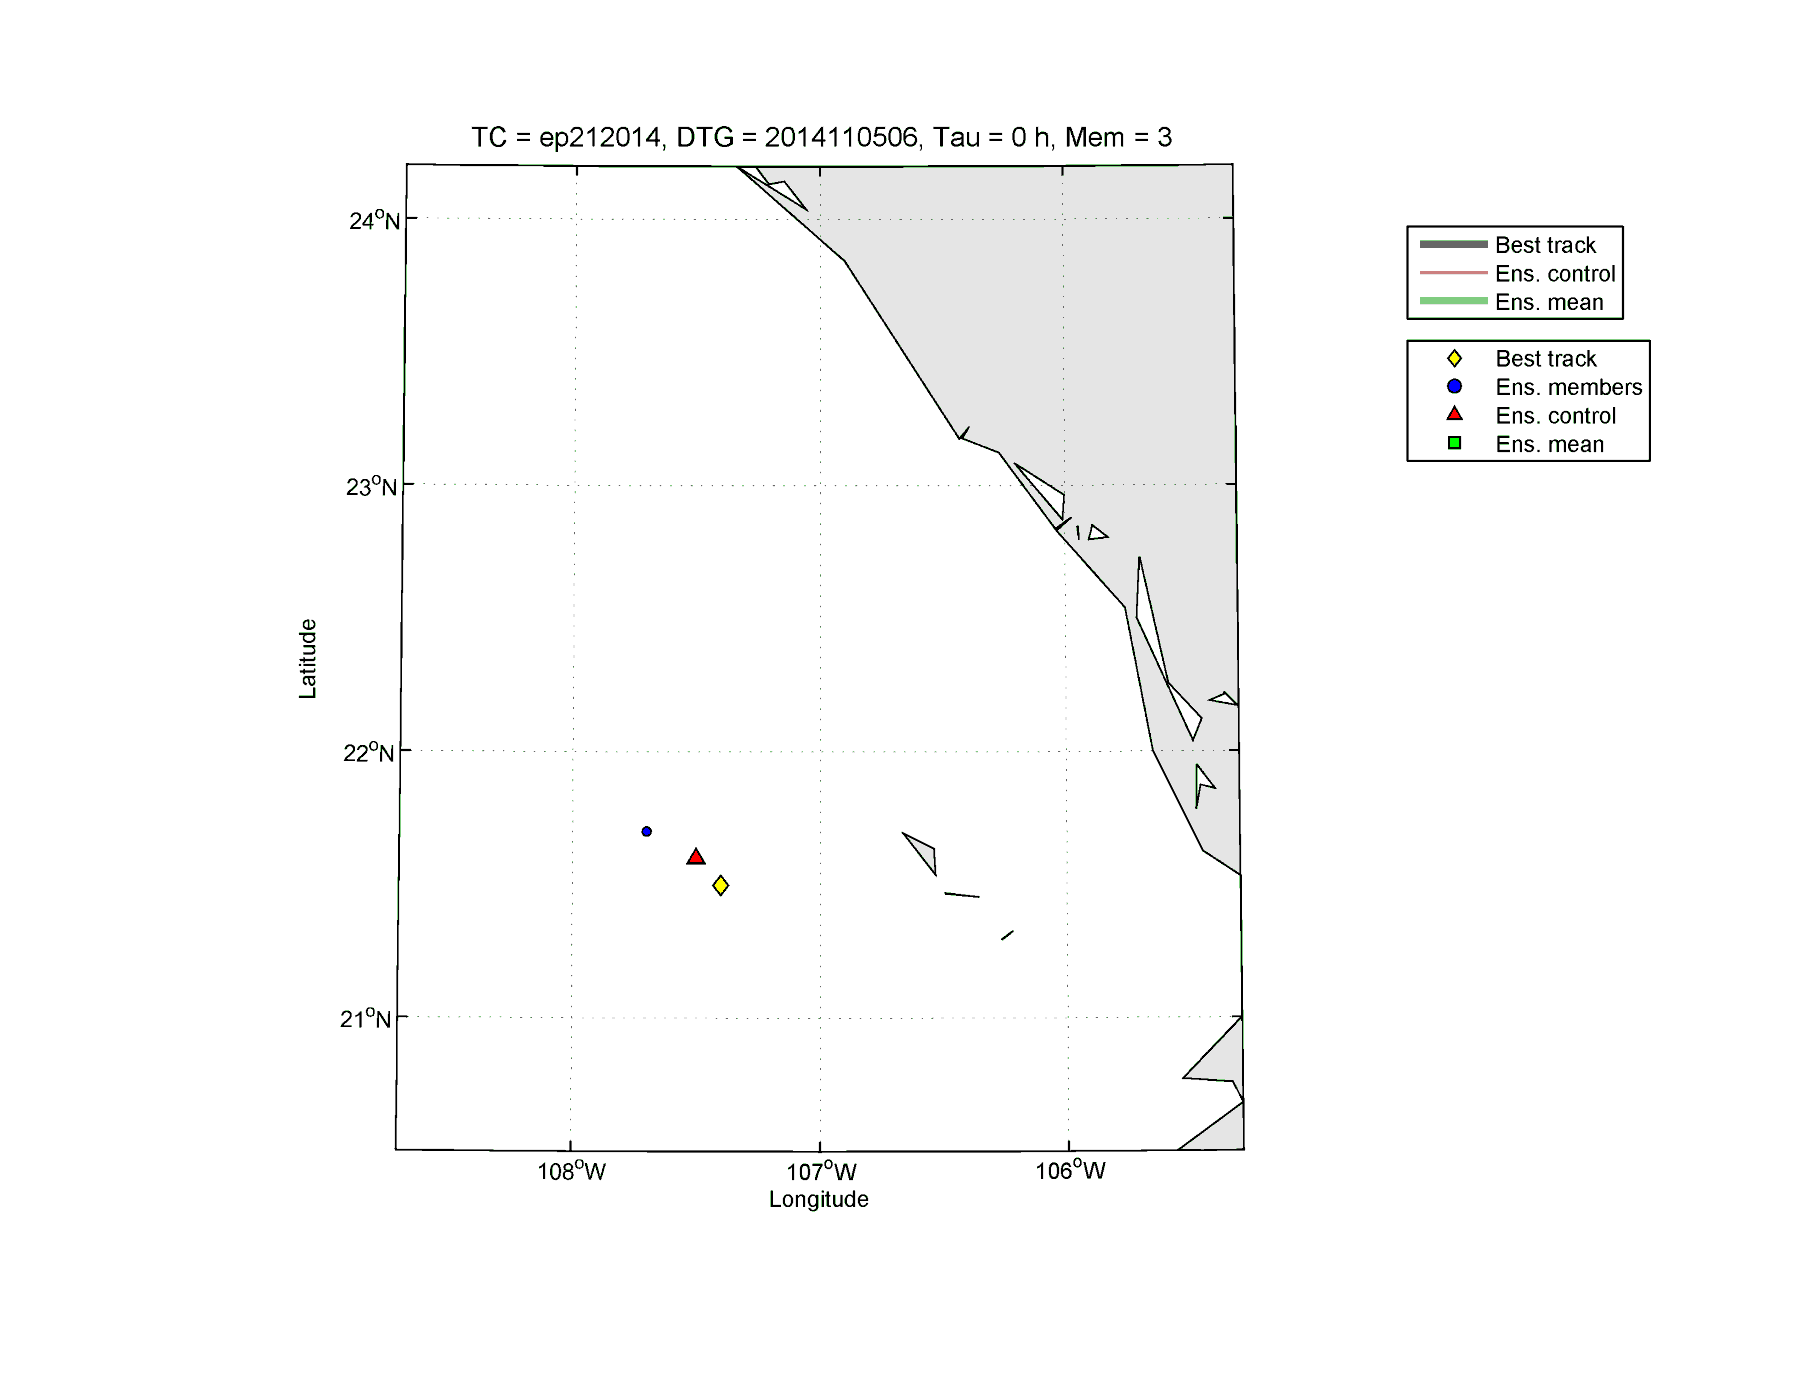 TC = ep212014, DTG = 2014110506, Tau = 0 h, Mem = 3
24°N
23°N
22°N
21°N
Latitude
108°W 107°W 106°W
Longitude
Best track
Ens. control
Ens. mean
Best track
Ens. members
Ens. control
Ens. mean